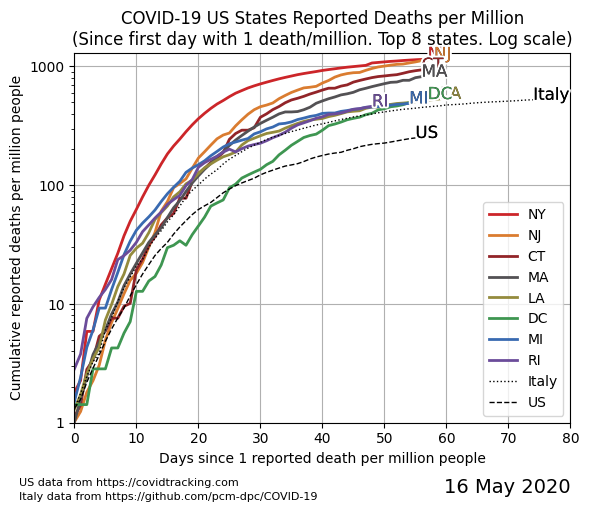 COVID-19 US States Reported Deaths per Million
(Since first day with 1 death/million. Top 8 states. Log scale)
Cumulative reported deaths per million people
1000
100
10
1
NY
NJ
CT
MA
RI
MI
DC
LA
Italy
US
NY
NJ
CT
MA
LA
DC
MI
RI
Italy
US
0 10 20 30 40 50 60 70 80
Days since 1 reported death per million people
US data from https://covidtracking.com
Italy data from https://github.com/pcm-dpc/COVID-19
16 May 2020